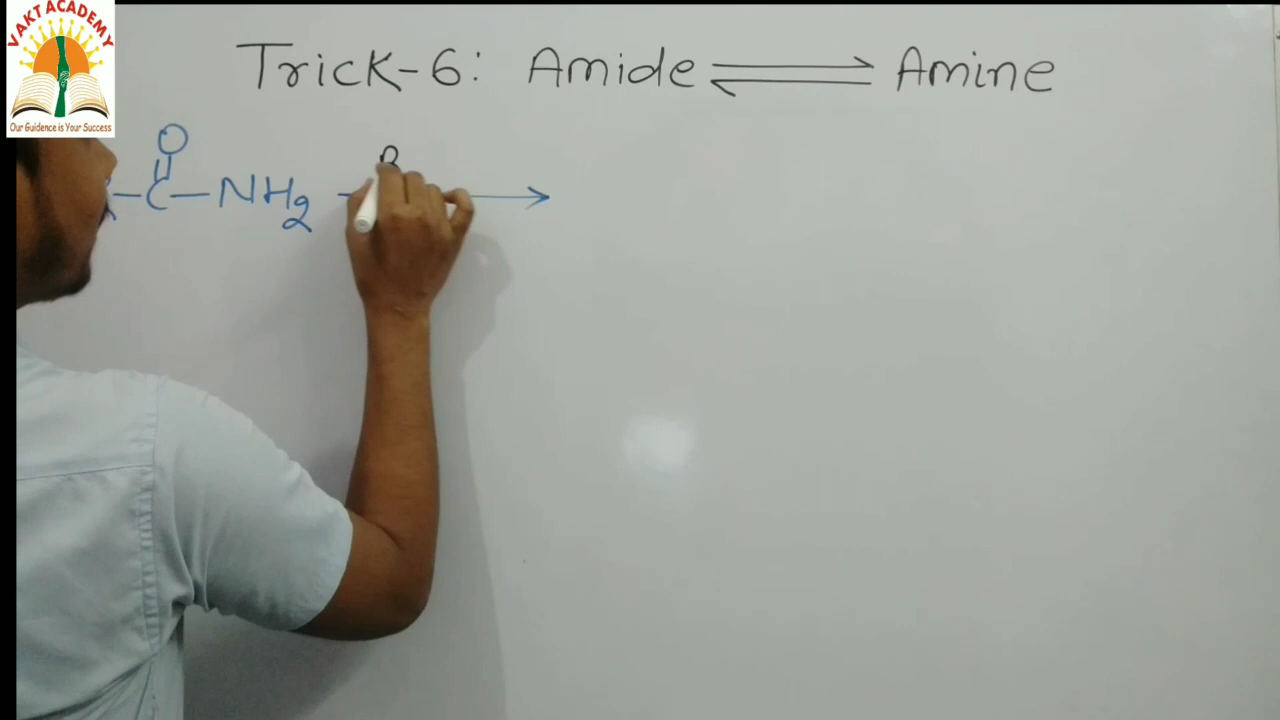 VAKT ACADEMY
Our Guidence is Your Success
Trick-6: Amide ⇌ Amine
O
||
–C–NH2 →